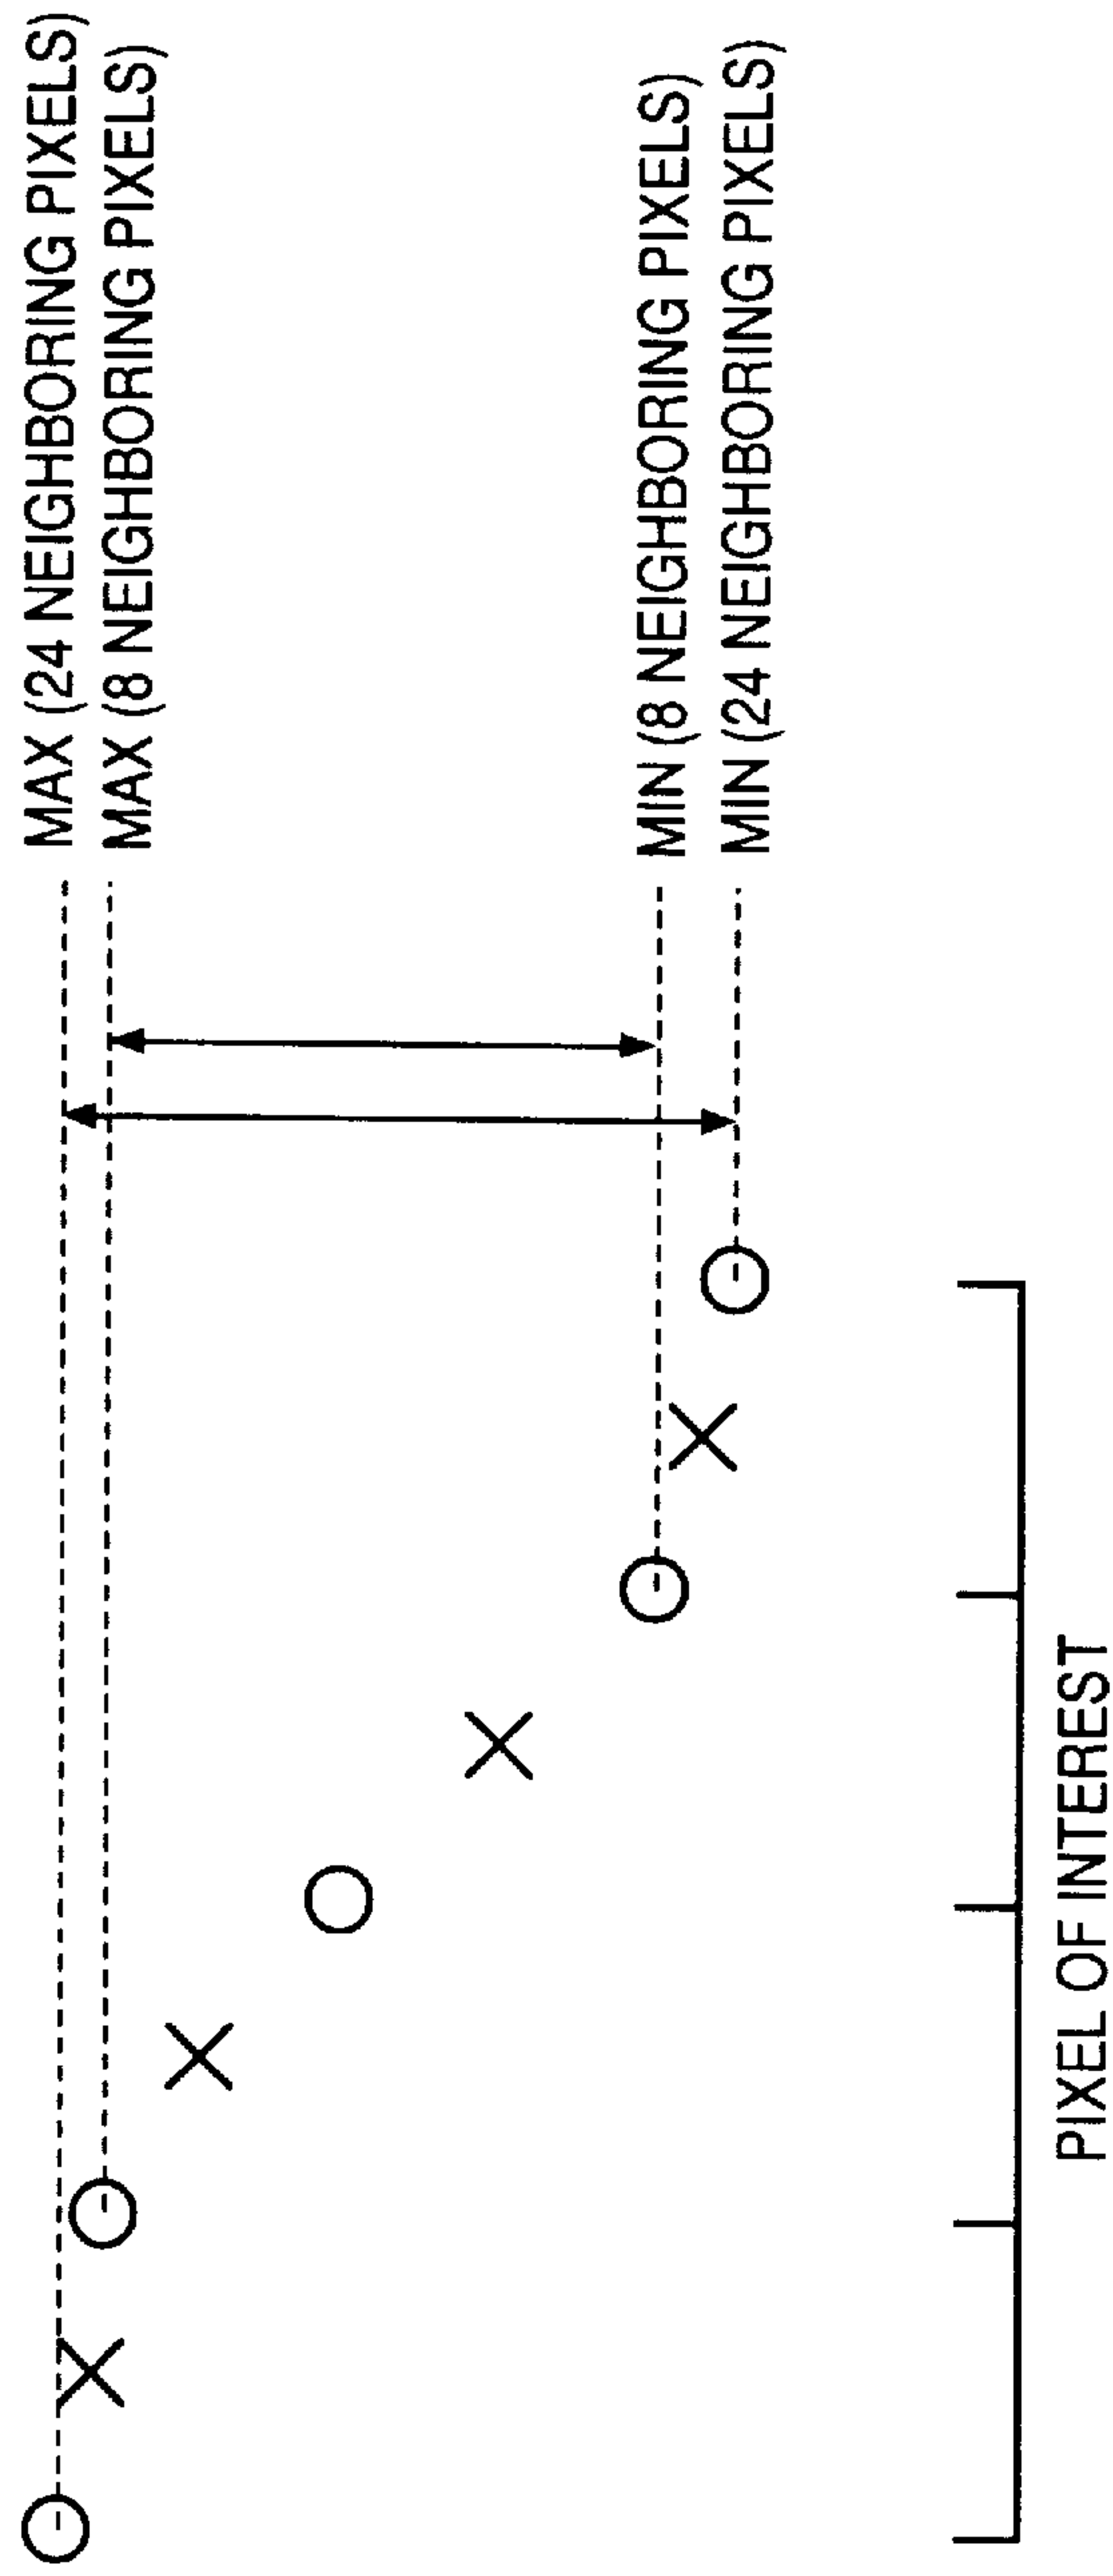 MAX (24 NEIGHBORING PIXELS)
MAX (8 NEIGHBORING PIXELS)
MIN (8 NEIGHBORING PIXELS)
MIN (24 NEIGHBORING PIXELS)
PIXEL OF INTEREST